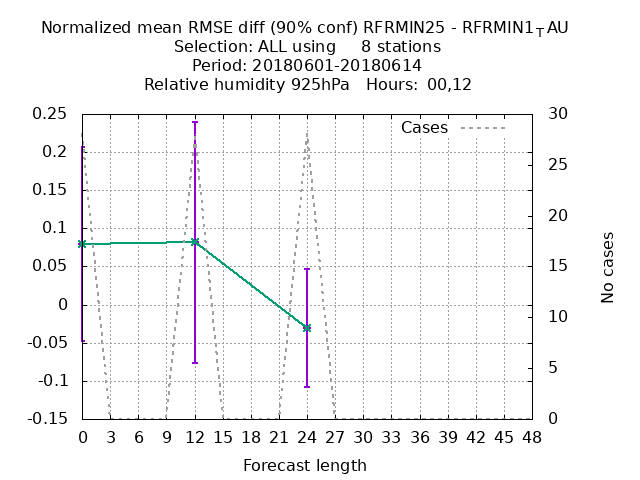 Normalized mean RMSE diff (90% conf) RFRMIN25 - RFRMIN1_TAU
Selection: ALL using 8 stations
Period: 20180601-20180614
Relative humidity 925hPa Hours: 00,12
0.25
0.2
0.15
0.1
0.05
0
-0.05
-0.1
-0.15
Cases
30
25
20
15
10
5
0
No cases
0 3 6 9 12 15 18 21 24 27 30 33 36 39 42 45 48
Forecast length